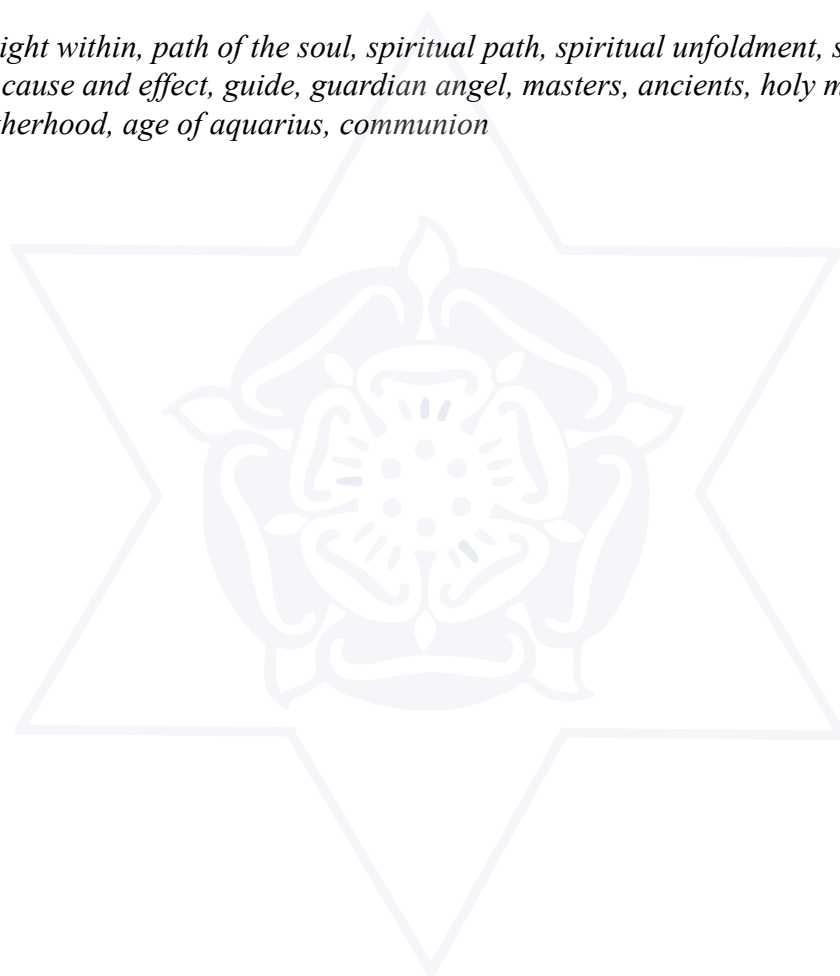 ight within, path of the soul, spiritual path, spiritual unfoldment, s
cause and effect, guide, guardian angel, masters, ancients, holy m
herhood, age of aquarius, communion